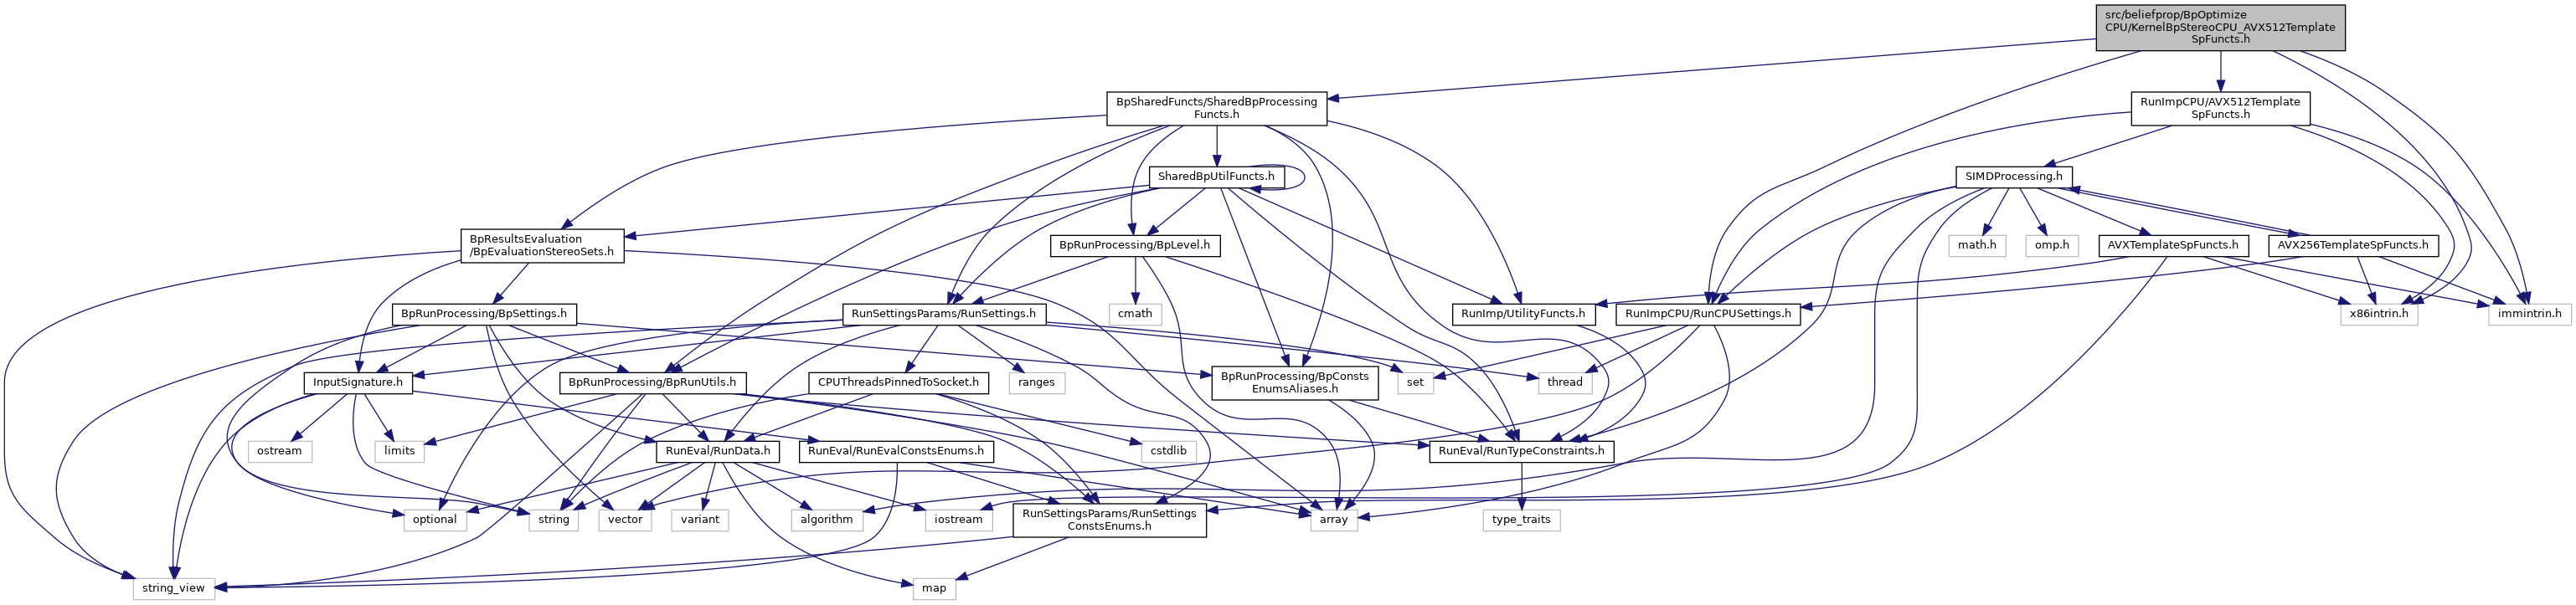 src/beliefprop/BpOptimize
CPU/KernelBpStereoCPU_AVX512Template
SpFuncts.h
BpSharedFuncts/SharedBpProcessing
Functs.h
RunImpCPU/AVX512Template
SpFuncts.h
SharedBpUtilFuncts.h
SIMDProcessing.h
BpResultsEvaluation
/BpEvaluationStereoSets.h
BpRunProcessing/BpLevel.h
math.h
omp.h
AVXTemplateSpFuncts.h
AVX256TemplateSpFuncts.h
BpRunProcessing/BpSettings.h
RunSettingsParams/RunSettings.h
cmath
RunImp/UtilityFuncts.h
RunImpCPU/RunCPUSettings.h
x86intrin.h
immintrin.h
InputSignature.h
BpRunProcessing/BpRunUtils.h
CPUThreadsPinnedToSocket.h
ranges
BpRunProcessing/BpConsts
EnumsAliases.h
set
thread
ostream
limits
RunEval/RunData.h
RunEval/RunEvalConstsEnums.h
cstdlib
RunEval/RunTypeConstraints.h
optional
string
vector
variant
algorithm
iostream
RunSettingsParams/RunSettings
ConstsEnums.h
array
type_traits
string_view
map